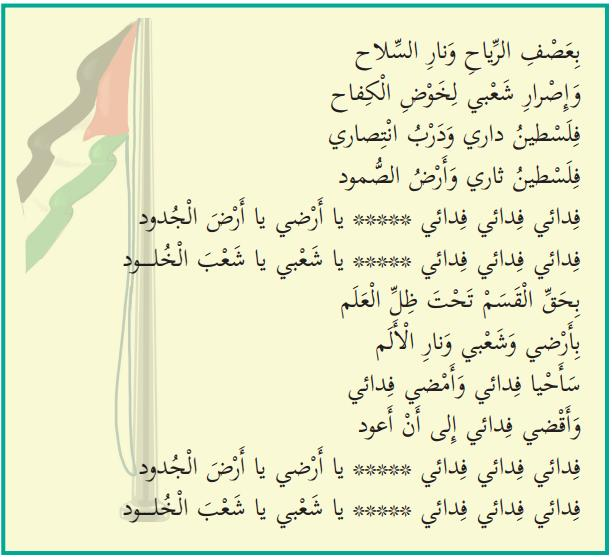 بِعَصْفِ الرِّياحِ وَنارِ السِّلاح
وَإِصْرارِ شَعْبي لِخَوْضِ الْكِفاح
فِلَسْطينُ داري وَدَرْبُ انْتِصاري
فِلَسْطينُ ثاري وَأَرْضُ الصُّمود
فِدائي فِدائي فِدائي ***** يا أَرْضي يا أَرْضَ الْجُدود
فِدائي فِدائي فِدائي ***** يا شَعْبي يا شَعْبَ الْخُلــود
بِحَقِّ الْقَسَمْ تَحْتَ ظِلِّ الْعَلَم
بِأَرْضي وَشَعْبي وَنارِ الْأَلَم
سَأَحْيا فِدائي وَأَمْضي فِدائي
وَأَقْضي فِدائي إِلى أَنْ أَعود
فِدائي فِدائي فِدائي ***** يا أَرْضي يا أَرْضَ الْجُدود
فِدائي فِدائي فِدائي ***** يا شَعْبي يا شَعْبَ الْخُلــود